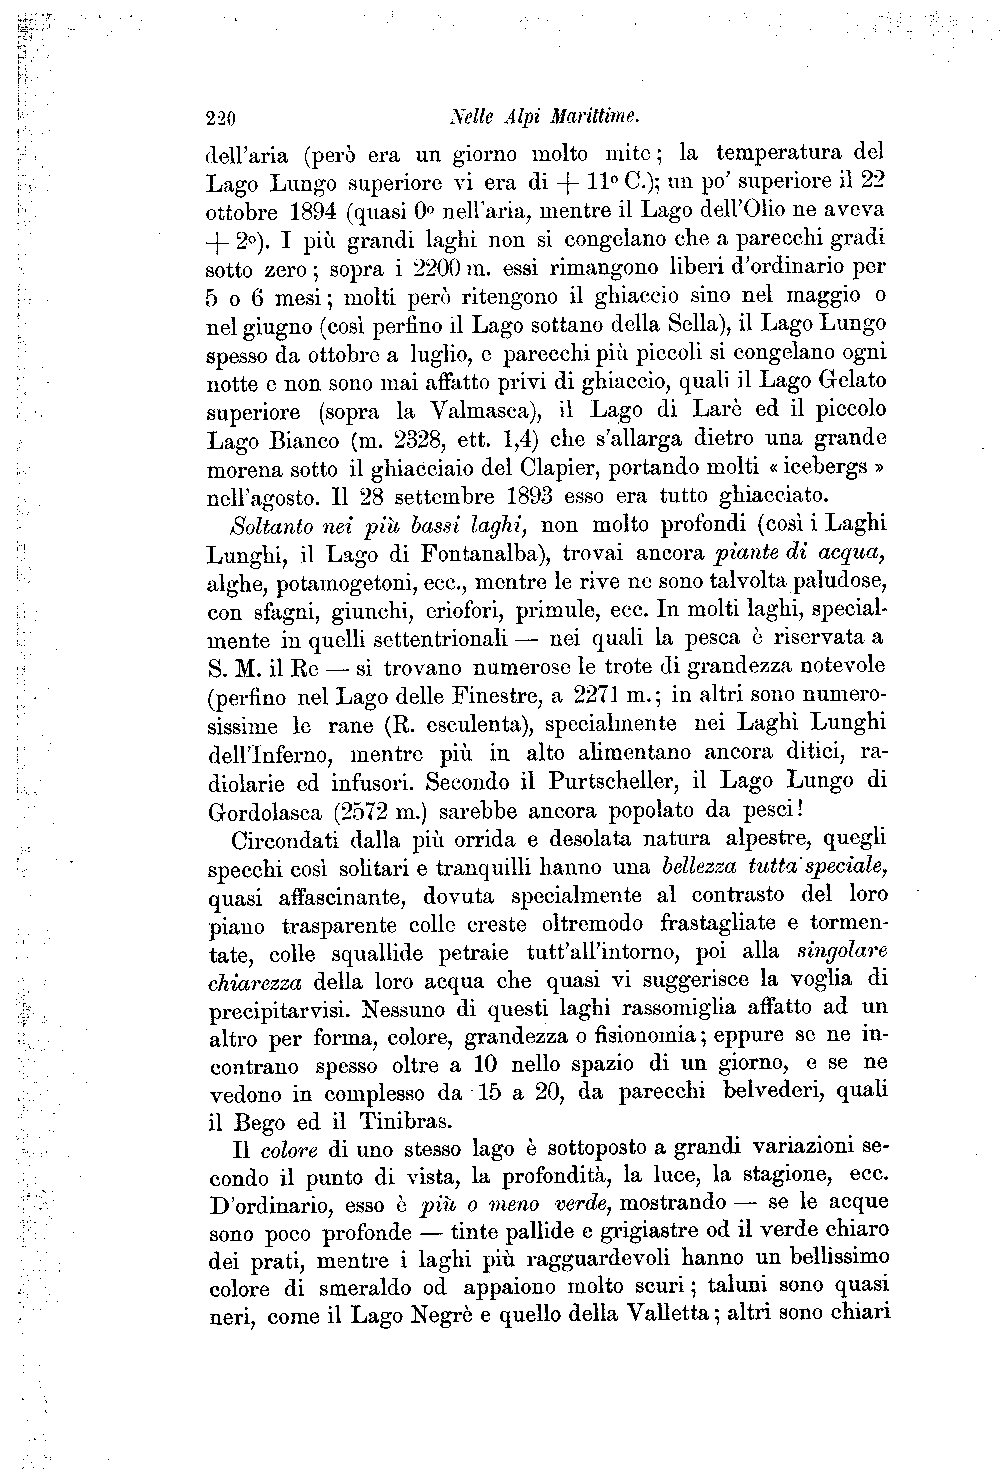 220 Nelle Alpi Marittime.
dell'aria (però era un giorno molto mite; la temperatura del
Lago Lungo superiore vi era di + 11° C.); un po' superiore il 22
ottobre 1894 (quasi 0° nell'aria, mentre il Lago dell'Olio ne aveva
+ 2°). I più grandi laghi non si congelano che a parecchi gradi
sotto zero; sopra i 2200 m. essi rimangono liberi d'ordinario per
5 o 6 mesi; molti però ritengono il ghiaccio sino nel maggio o
nel giugno (così perfino il Lago sottano della Sella), il Lago Lungo
spesso da ottobre a luglio, e parecchi più piccoli si congelano ogni
notte e non sono mai affatto privi di ghiaccio, quali il Lago Gelato
superiore (sopra la Valmasca), il Lago di Larè ed il piccolo
Lago Bianco (m. 2328, ett. 1,4) che s'allarga dietro una grande
morena sotto il ghiacciaio del Clapier, portando molti « icebergs »
nell'agosto. Il 28 settembre 1893 esso era tutto ghiacciato.
Soltanto nei più bassi laghi, non molto profondi (così i Laghi
Lunghi, il Lago di Fontanalba), trovai ancora piante di acqua,
alghe, potamogetoni, ecc., mentre le rive ne sono talvolta paludose,
con sfagni, giunchi, eriofori, primule, ecc. In molti laghi, special-
mente in quelli settentrionali — nei quali la pesca è riservata a
S. M. il Re — si trovano numerose le trote di grandezza notevole
(perfino nel Lago delle Finestre, a 2271 m.; in altri sono numero-
sissime le rane (R. esculenta), specialmente nei Laghi Lunghi
dell'Inferno, mentre più in alto alimentano ancora ditici, ra-
diolarie ed infusori. Secondo il Purtscheller, il Lago Lungo di
Gordolasca (2572 m.) sarebbe ancora popolato da pesci!
Circondati dalla più orrida e desolata natura alpestre, quegli
specchi così solitari e tranquilli hanno una bellezza tutta speciale,
quasi affascinante, dovuta specialmente al contrasto del loro
piano trasparente colle creste oltremodo frastagliate e tormen-
tate, colle squallide petraie tutt'all'intorno, poi alla singolare
chiarezza della loro acqua che quasi vi suggerisce la voglia di
precipitarvisi. Nessuno di questi laghi rassomiglia affatto ad un
altro per forma, colore, grandezza o fisionomia; eppure se ne in-
contrano spesso oltre a 10 nello spazio di un giorno, e se ne
vedono in complesso da 15 a 20, da parecchi belvederi, quali
il Bego ed il Tinibras.
Il colore di uno stesso lago è sottoposto a grandi variazioni se-
condo il punto di vista, la profondità, la luce, la stagione, ecc.
D'ordinario, esso è più o meno verde, mostrando — se le acque
sono poco profonde — tinte pallide e grigiastre od il verde chiaro
dei prati, mentre i laghi più ragguardevoli hanno un bellissimo
colore di smeraldo od appaiono molto scuri; taluni sono quasi
neri, come il Lago Negrè e quello della Valletta; altri sono chiari